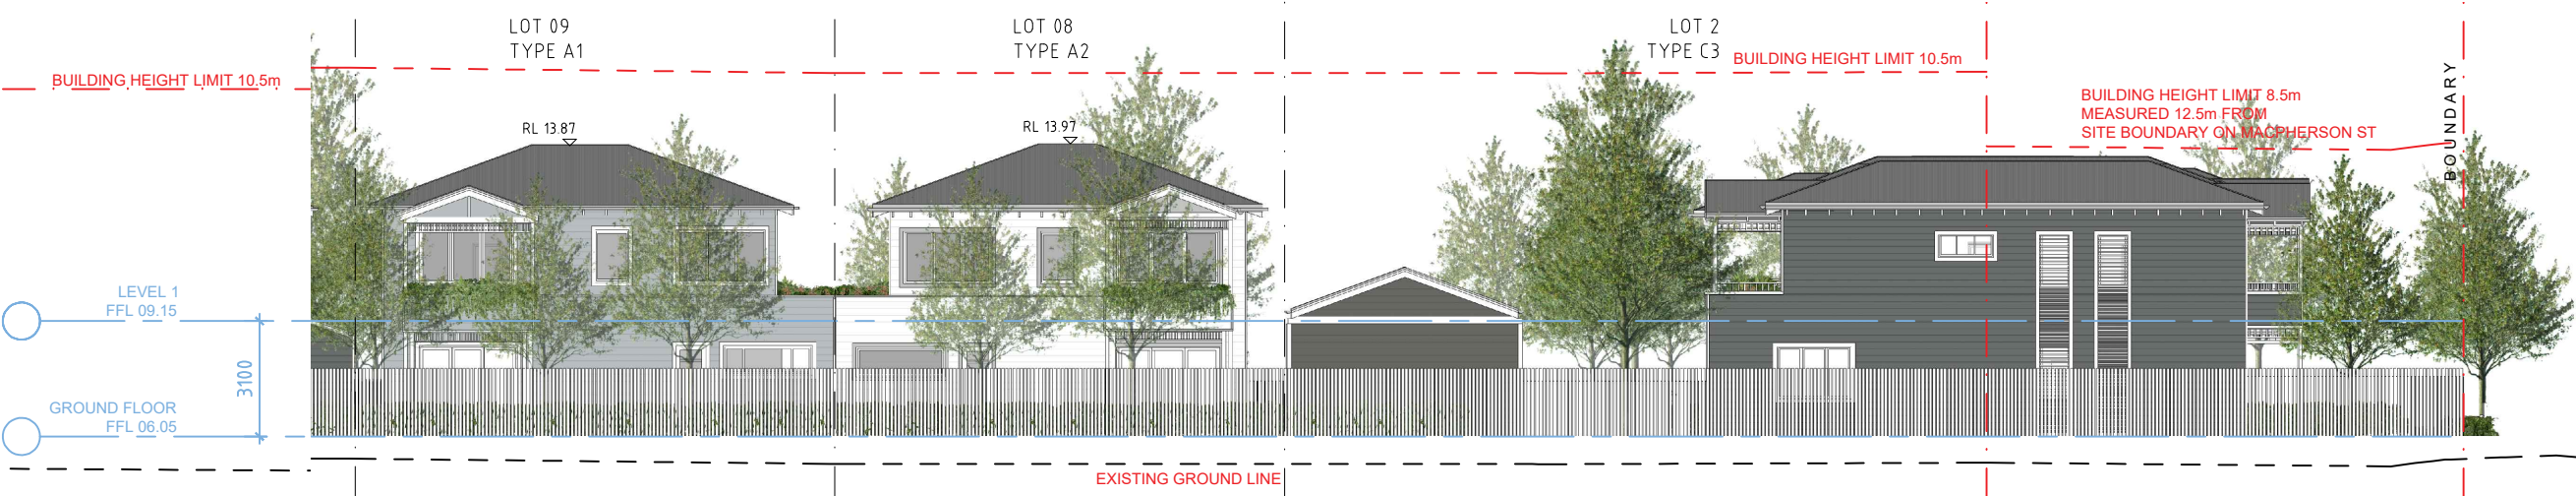 LOT 09
TYPE A1
LOT 08
TYPE A2
LOT 2
TYPE C3
BUILDING HEIGHT LIMIT 10.5m
BUILDING HEIGHT LIMIT 10.5m
BUILDING HEIGHT LIMIT 8.5m
MEASURED 12.5m FROM
SITE BOUNDARY ON MACPHERSON ST
BOUNDARY
RL 13.87
RL 13.97
LEVEL 1
FFL 09.15
3100
GROUND FLOOR
FFL 06.05
EXISTING GROUND LINE